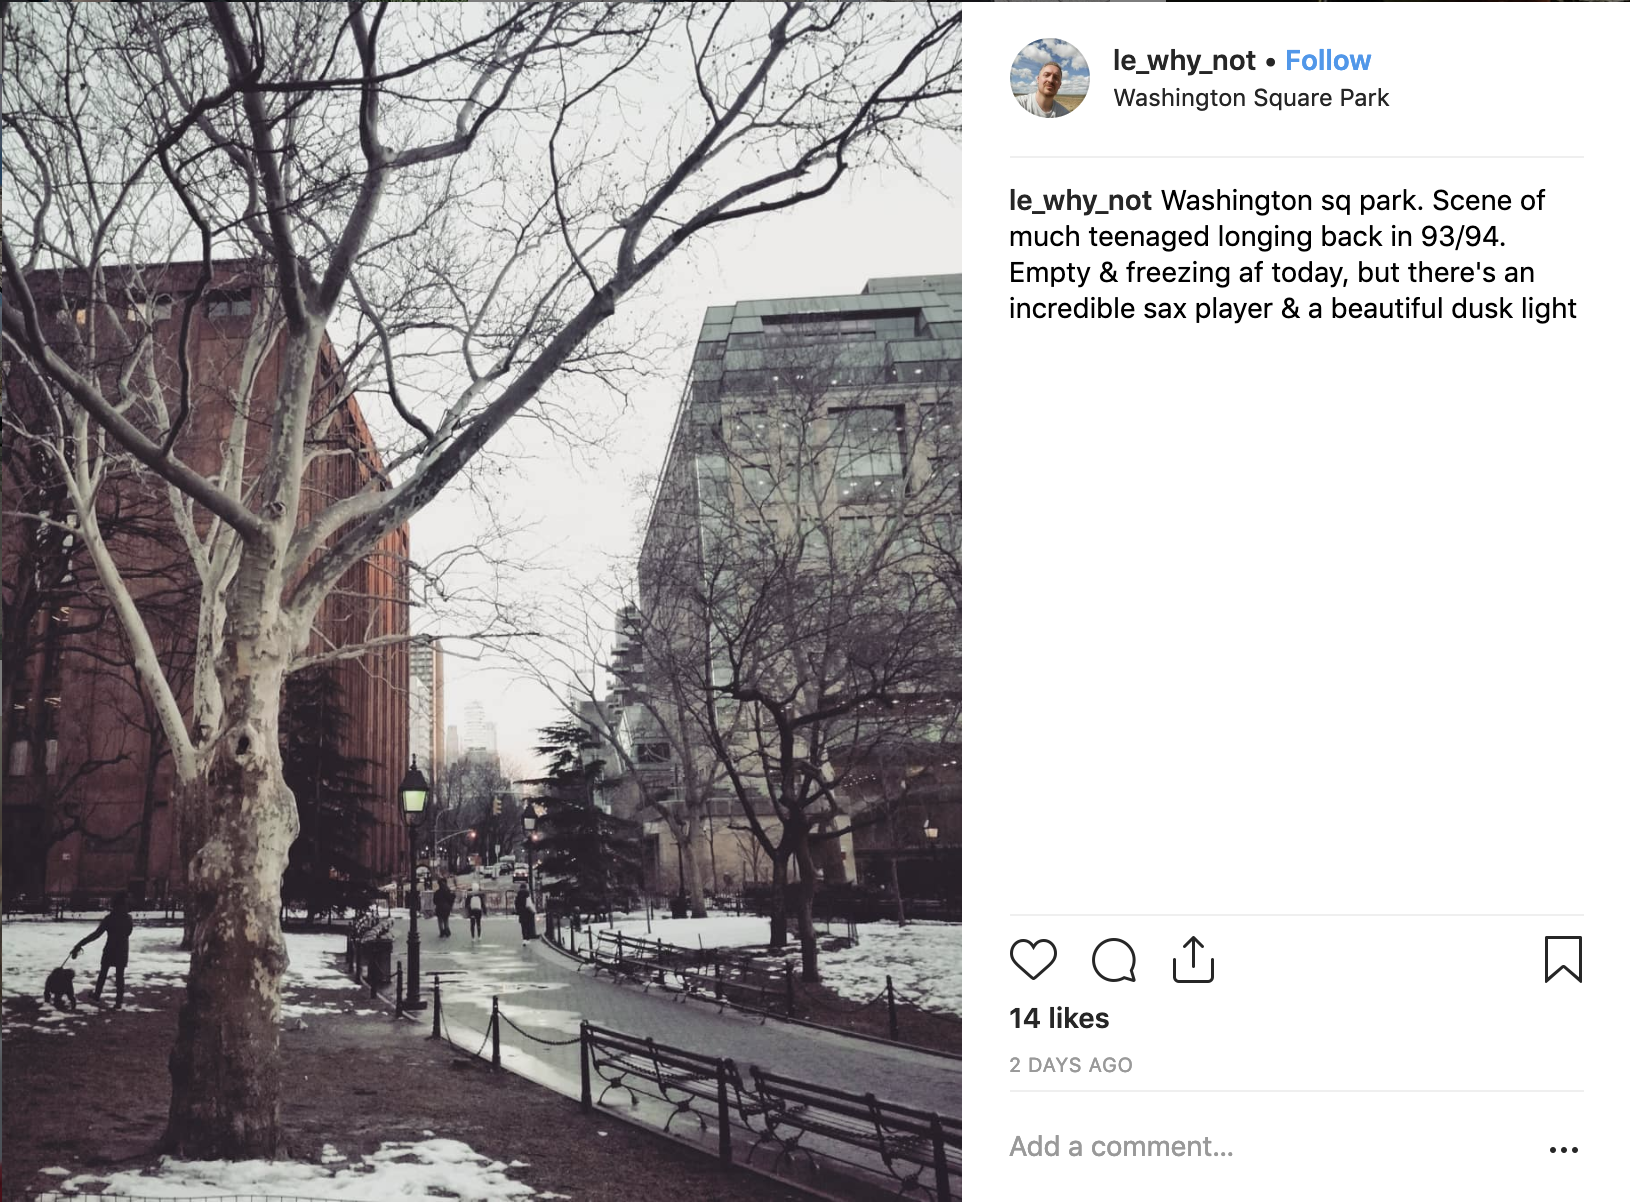 le_why_not • Follow
Washington Square Park
le_why_not Washington sq park. Scene of
much teenaged longing back in 93/94.
Empty & freezing af today, but there's an
incredible sax player & a beautiful dusk light
14 likes
2 DAYS AGO
Add a comment...